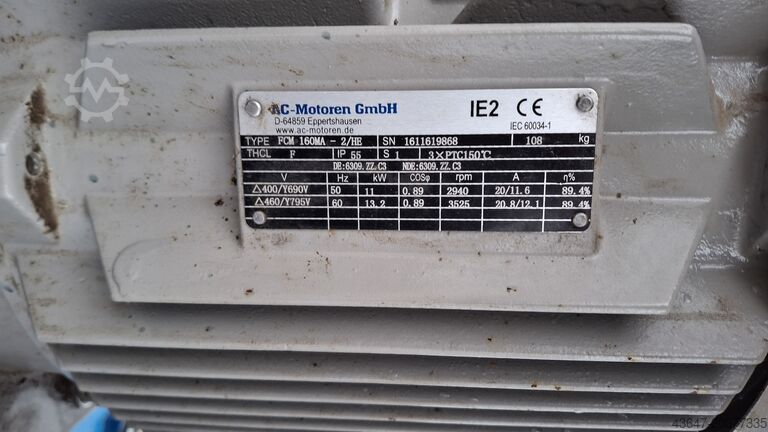 AC-Motoren GmbH
D-64859 Eppertshausen
www.ac-motoren.de
IE2 CE
IEC 60034-1
TYPE FCM 160MA - 2/HE SN 1611619868 108 kg
THCL F IP 55 S 1 3×PTC150℃
DE:6309.ZZ.C3 NDE:6309.ZZ.C3
V Hz kW COSφ rpm A η%
△400/Y690V 50 11 0.89 2940 20/11.6 89.4%
△460/Y795V 60 13.2 0.89 3525 20.8/12.1 89.4%